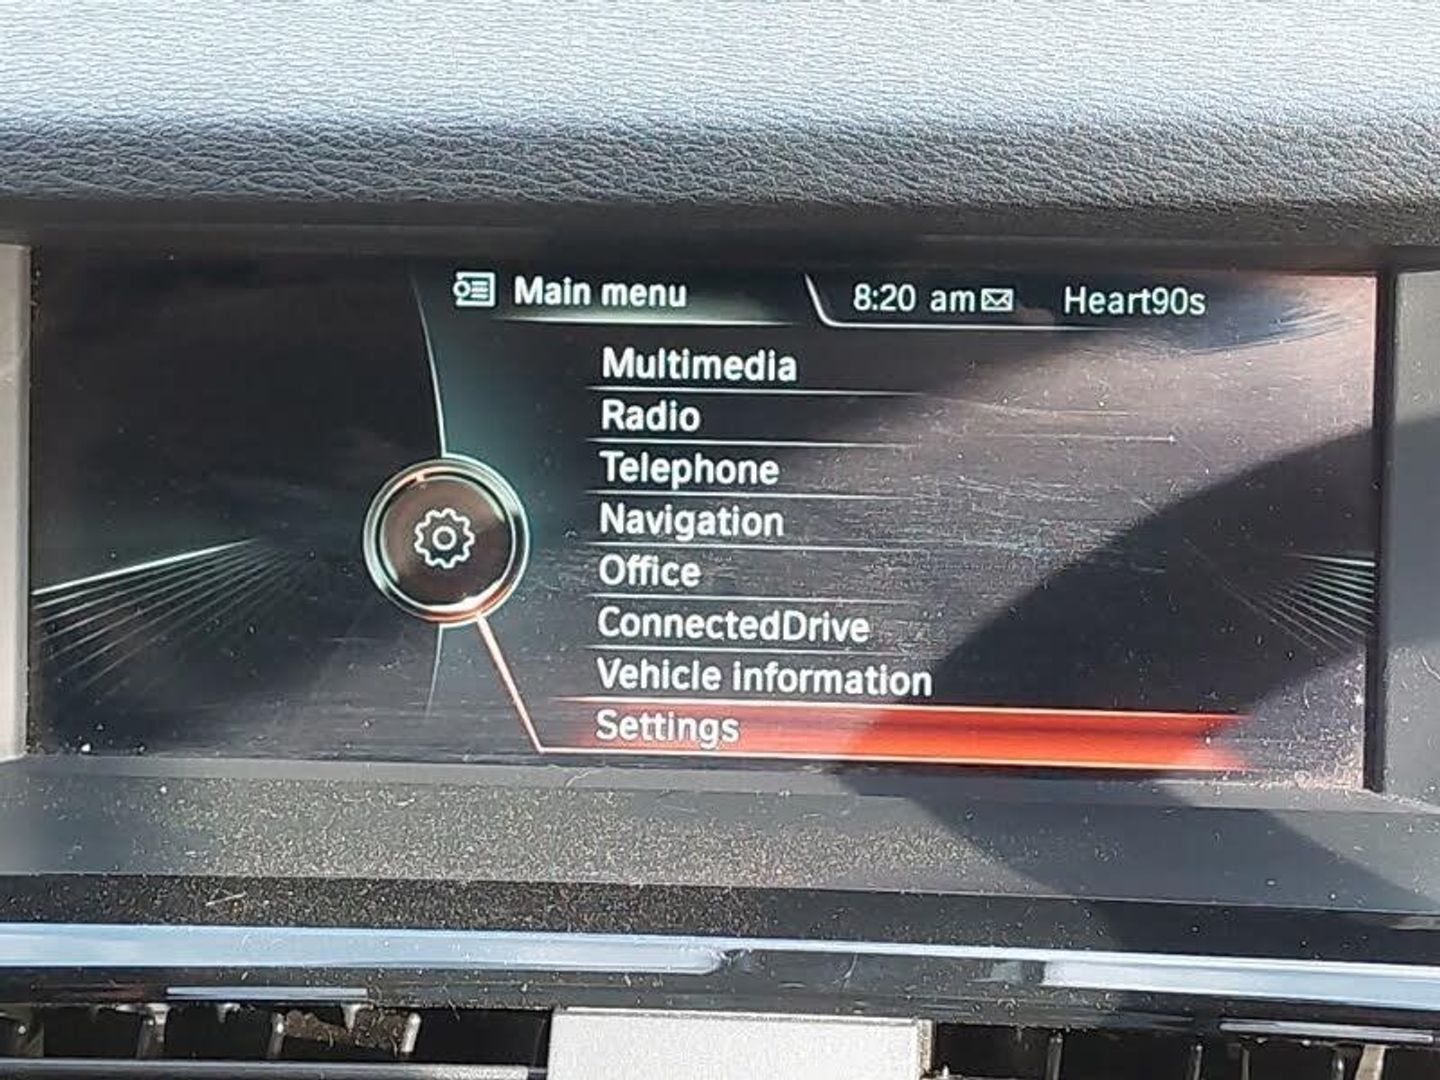 Main menu 8:20 am Heart90s
Multimedia
Radio
Telephone
Navigation
Office
ConnectedDrive
Vehicle information
Settings